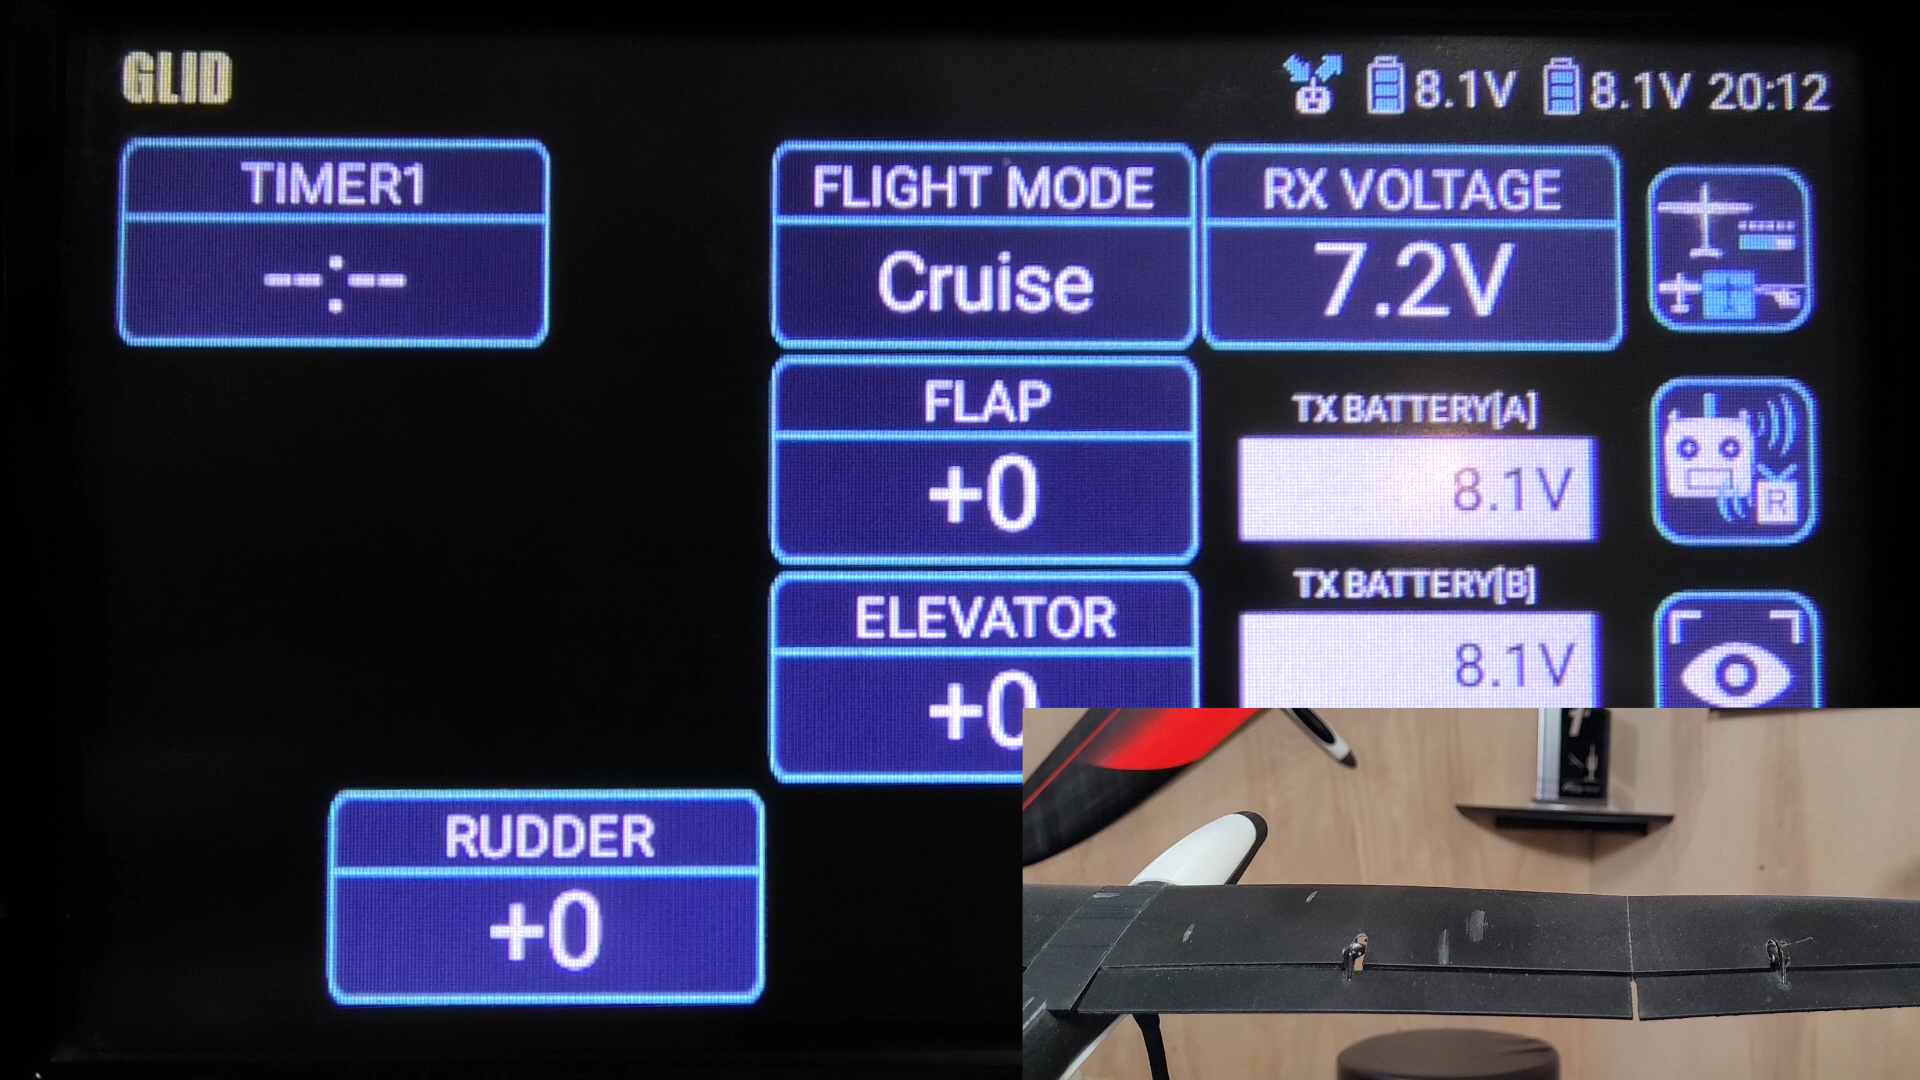 GLID
8.1V 8.1V 20:12
TIMER1
--:--
FLIGHT MODE
Cruise
RX VOLTAGE
7.2V
FLAP
+0
TX BATTERY[A]
8.1V
ELEVATOR
+0
TX BATTERY[B]
8.1V
R
RUDDER
+0